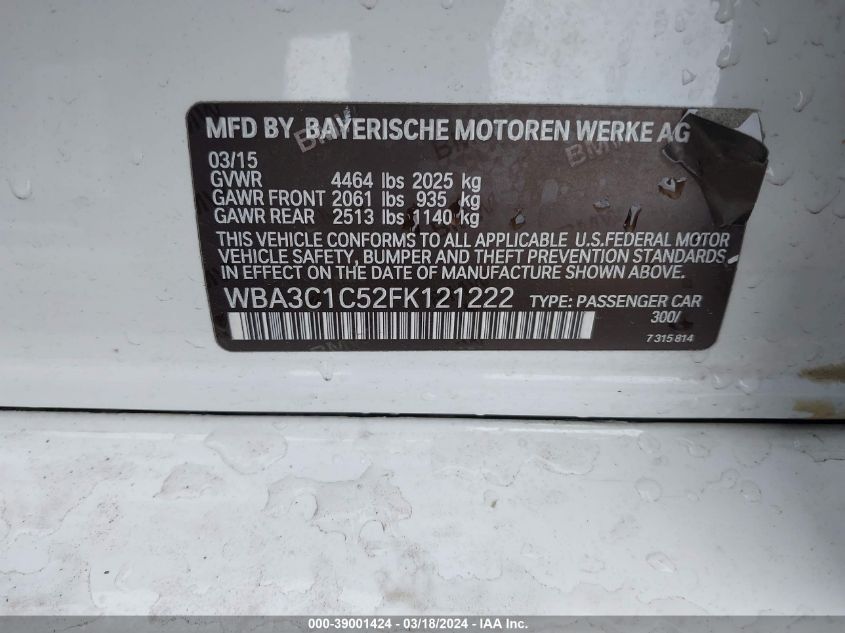 MFD BY BAYERISCHE MOTOREN WERKE AG
03/15
GVWR 4464 lbs 2025 kg
GAWR FRONT 2061 lbs 935 kg
GAWR REAR 2513 lbs 1140 kg
THIS VEHICLE CONFORMS TO ALL APPLICABLE U.S.FEDERAL MOTOR
VEHICLE SAFETY, BUMPER AND THEFT PREVENTION STANDARDS
IN EFFECT ON THE DATE OF MANUFACTURE SHOWN ABOVE.
WBA3C1C52FK121222 TYPE: PASSENGER CAR
300/
7 315 814
000-39001424 - 03/18/2024 - IAA Inc.